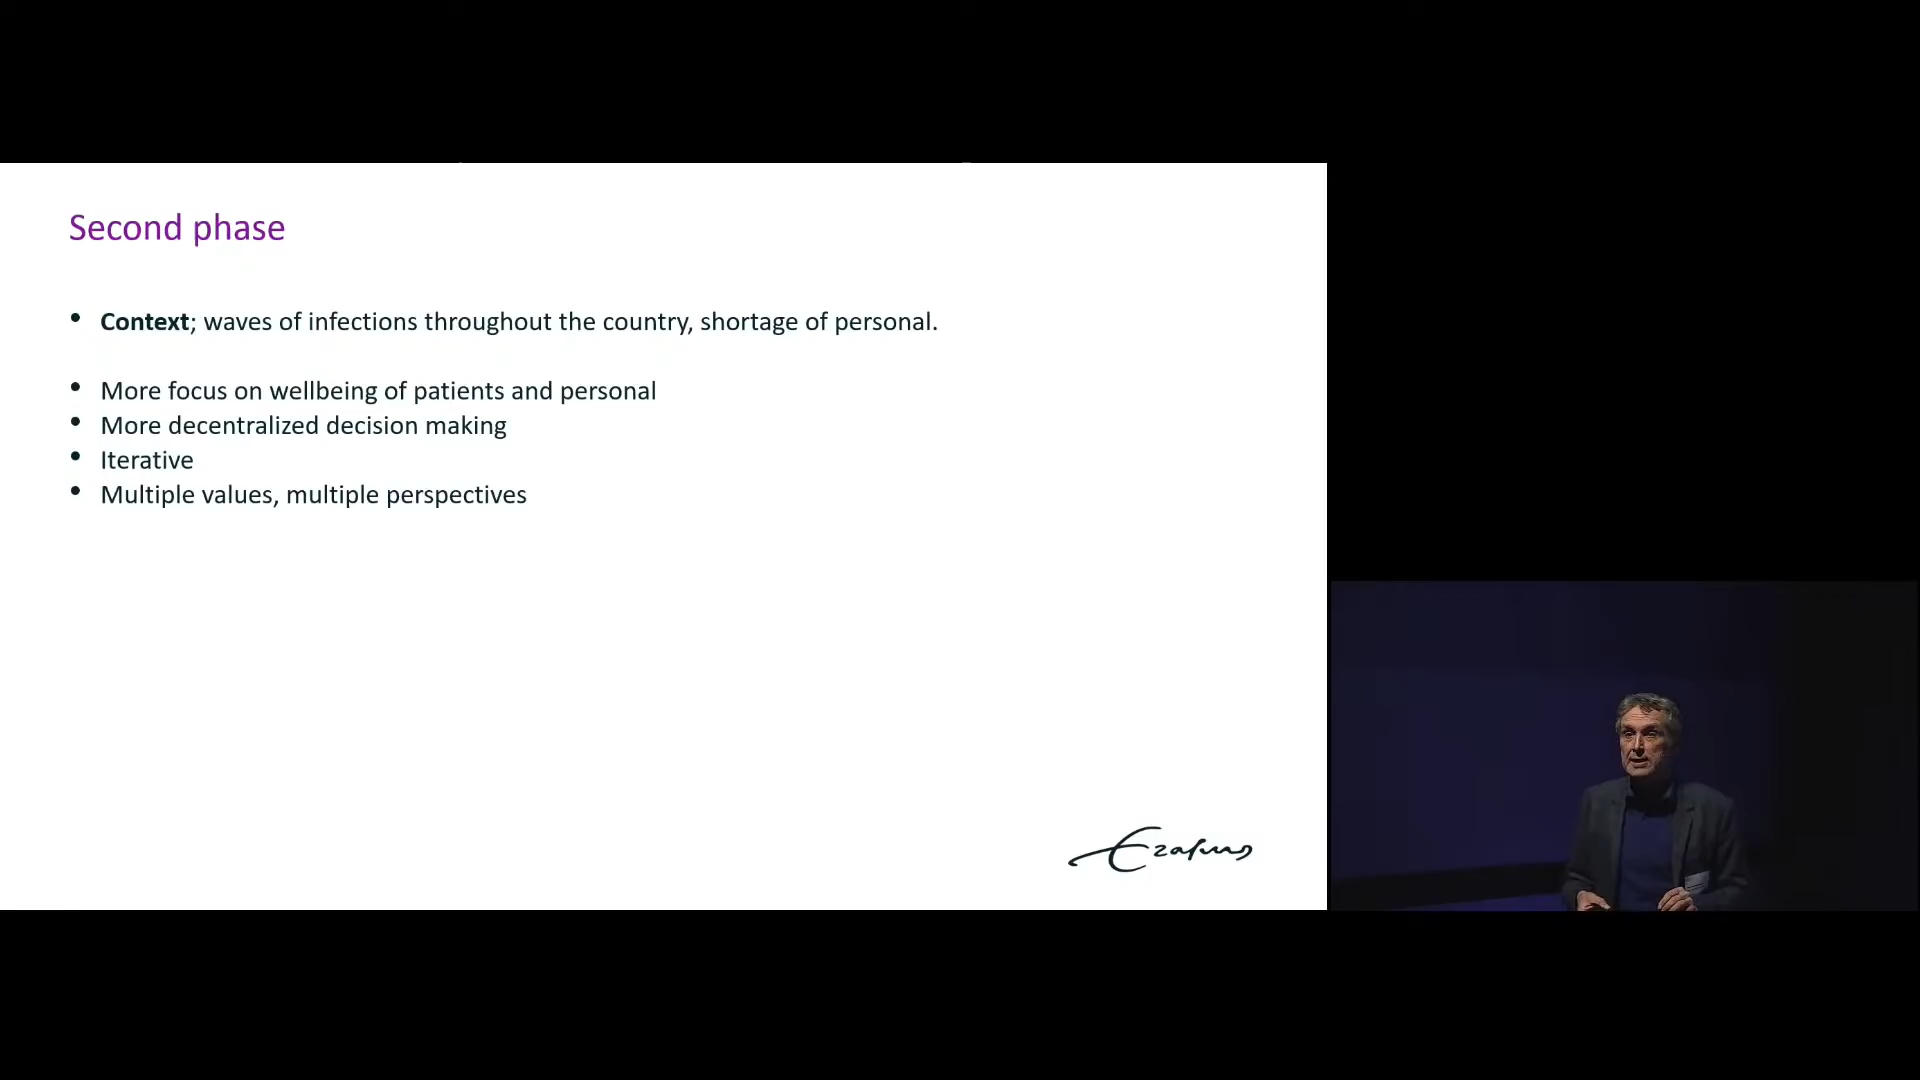 Second phase
• Context; waves of infections throughout the country, shortage of personal.
• More focus on wellbeing of patients and personal
• More decentralized decision making
• Iterative
• Multiple values, multiple perspectives
Erasmus